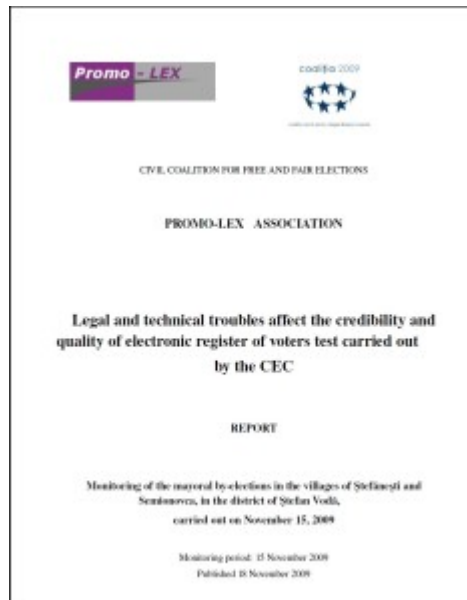 Promo - LEX
coaliția 2009
CIVIL COALITION FOR FREE AND FAIR ELECTIONS
PROMO-LEX ASSOCIATION
Legal and technical troubles affect the credibility and
quality of electronic register of voters test carried out
by the CEC
REPORT
Monitoring of the mayoral by-elections in the villages of Ștefănești and
Semionovca, in the district of Ștefan Vodă,
carried out on November 15, 2009
Monitoring period: 15 November 2009
Published 18 November 2009